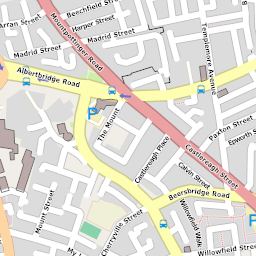 Arran Street
Beechfield Street
Harper Street
Madrid Street
Madrid Street
Mountpottinger Road
Templemore Avenue
Albertbridge Road
P
The Mount
Paxton Street
Epworth S
Castlereagh Place
Castlereagh Street
Calvin Street
Beersbridge Road
P
Mount Street
My L
Cherryville Street
Willowfield Walk
Willowfield Street